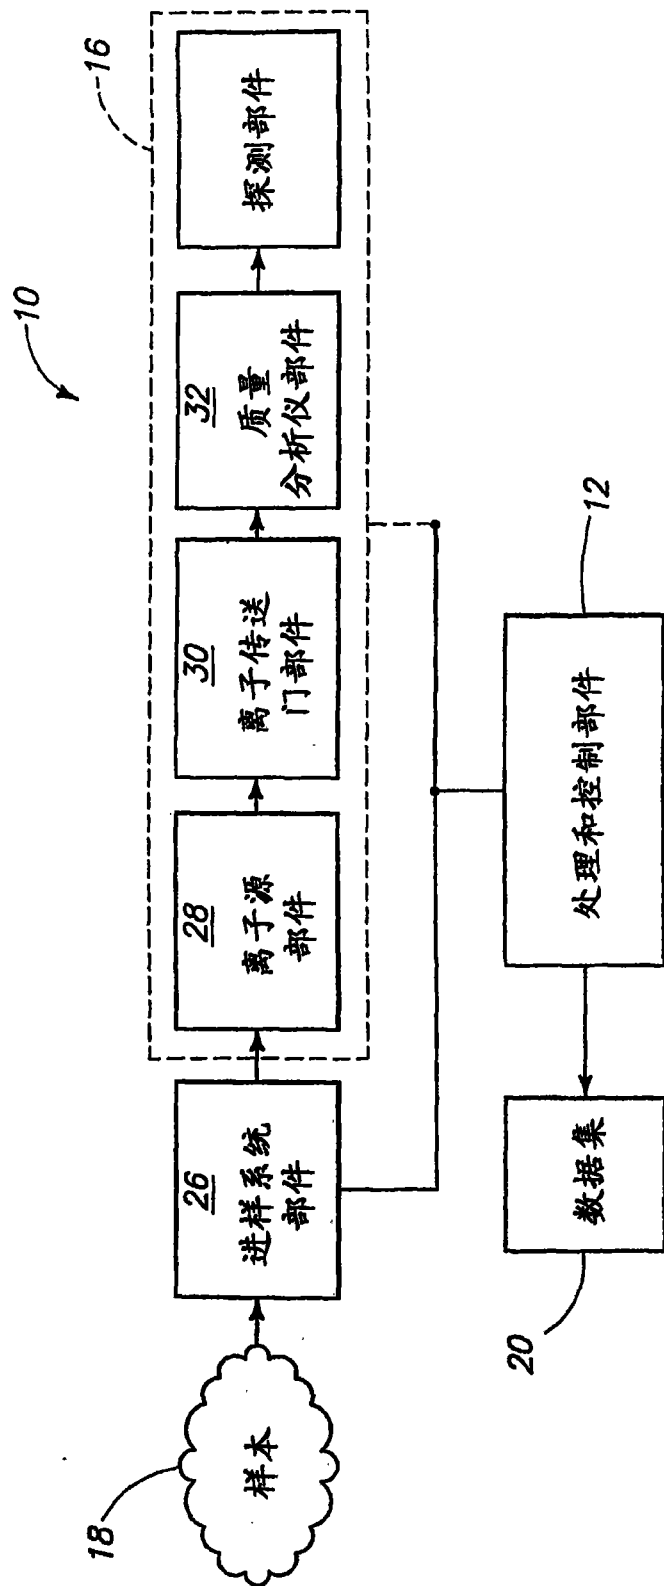 10
16
18
样本
26
进样系统
部件
28
离子源
部件
30
离子传送
门部件
32
质量
分析仪部件
探测部件
20
数据集
处理和控制部件
12